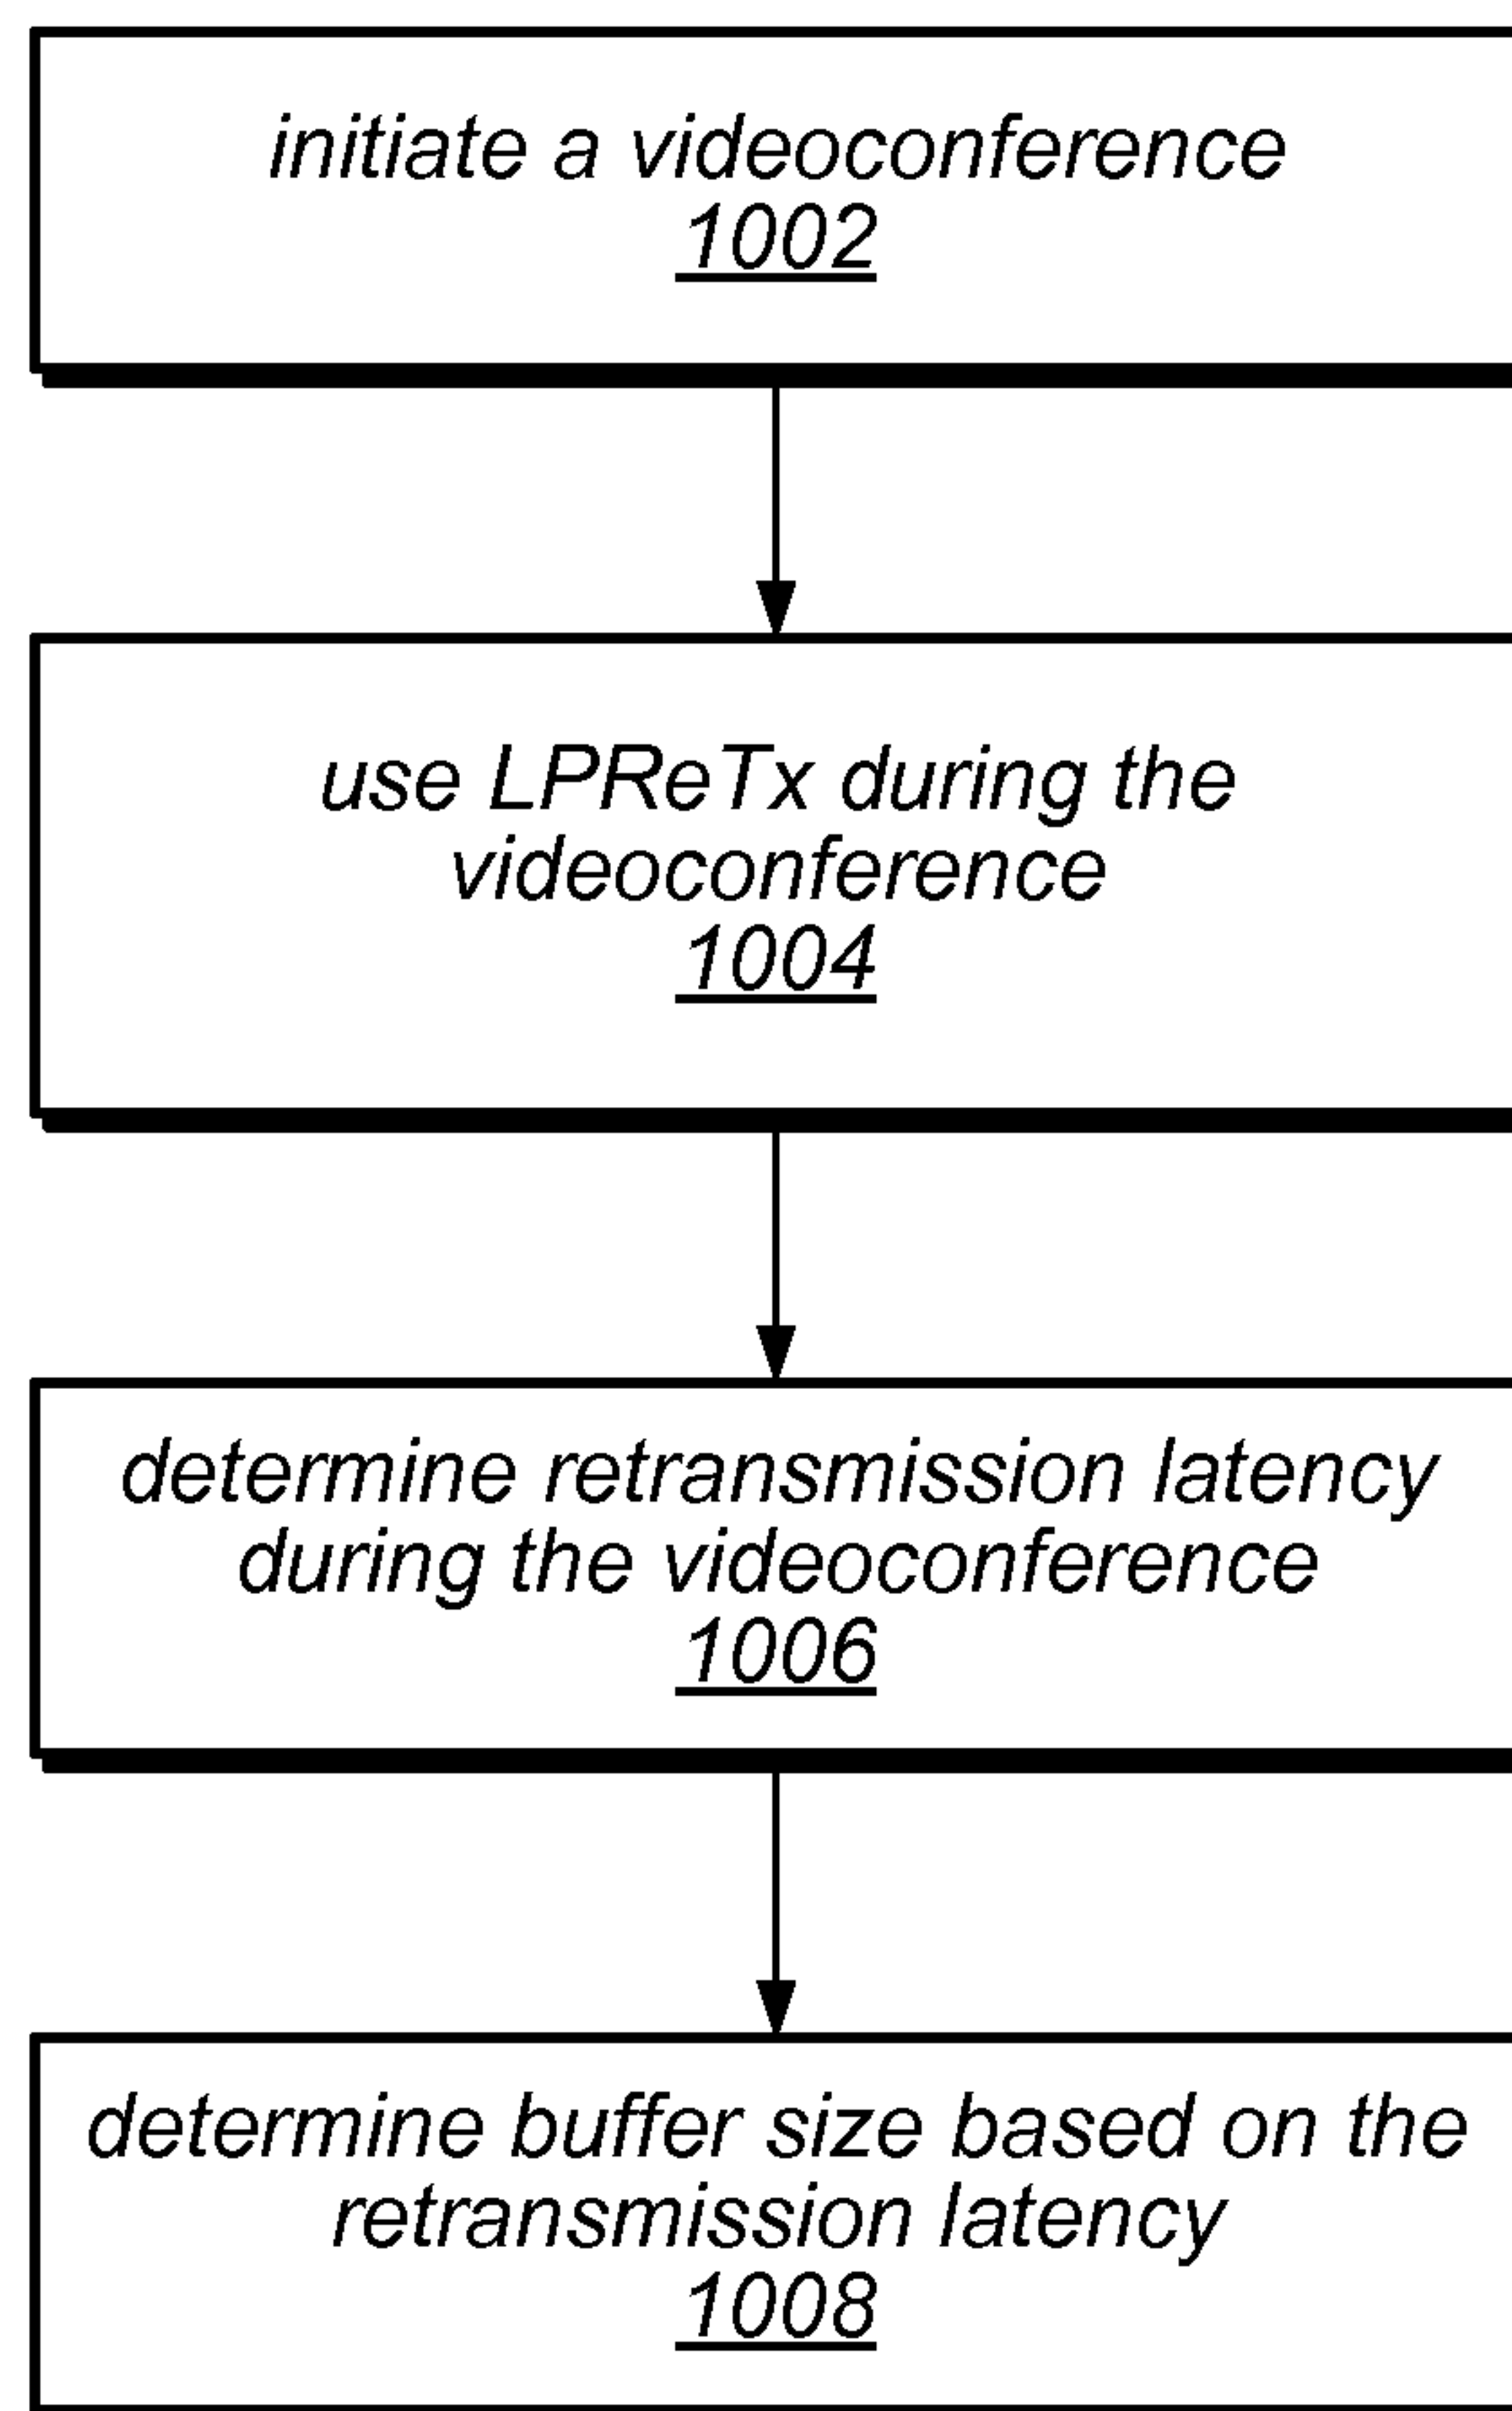 initiate a videoconference
1002
use LPReTx during the
videoconference
1004
determine retransmission latency
during the videoconference
1006
determine buffer size based on the
retransmission latency
1008